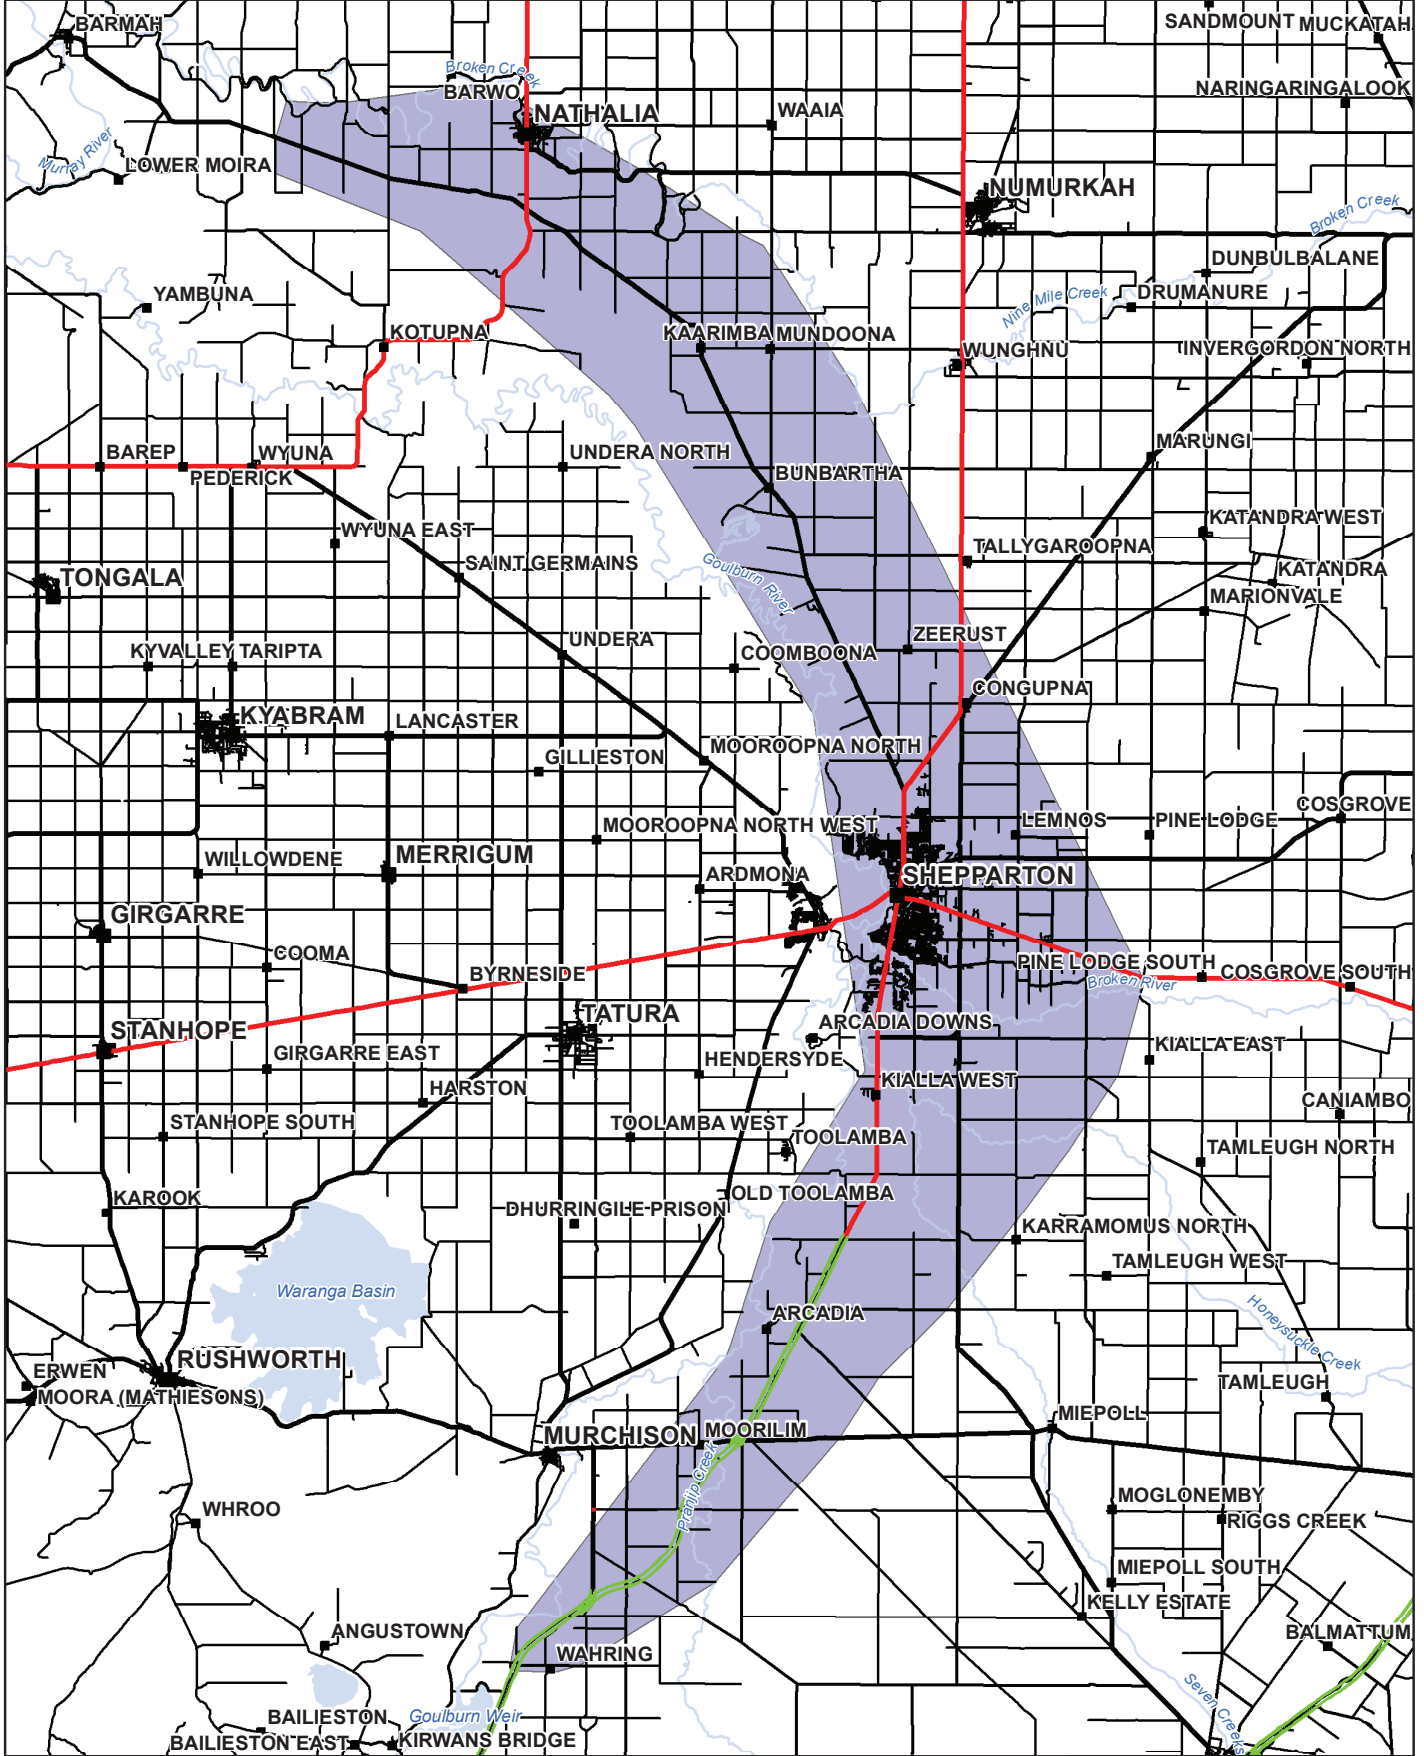 SANDMOUNT
MUCKATAH
BARMAH
Broken Creek
BARWO
NARINGARINGALOOK
NATHALIA
WAAIA
Murray River
LOWER MOIRA
NUMURKAH
Broken Creek
DUNBULBALANE
YAMBUNA
Nine Mile Creek
DRUMANURE
KOTUPNA
KAARIMBA
MUNDOONA
WUNGHNU
INVERGORDON NORTH
BAREP
WYUNA
UNDERA NORTH
MARUNGI
PEDERICK
BUNBARTHA
WYUNA EAST
KATANDRA WEST
TALLYGAROOPNA
SAINT GERMAINS
TONGALA
Goulburn River
KATANDRA
MARIONVALE
ZEERUST
UNDERA
KYVALLEY
TARIPTA
COOMBOONA
CONGUPNA
KYABRAM
LANCASTER
MOOROOPNA NORTH
GILLIESTON
COSGROVE
MOOROOPNA NORTH WEST
LEMNOS
PINE LODGE
WILLOWDENE
MERRIGUM
ARDMONA
SHEPPARTON
GIRGARRE
COOMA
BYRNESIDE
PINE LODGE SOUTH
COSGROVE SOUTH
Broken River
STANHOPE
TATURA
ARCADIA DOWNS
GIRGARRE EAST
HENDERSYDE
KIALLA EAST
HARSTON
KIALLA WEST
CANIAMBO
STANHOPE SOUTH
TOOLAMBA WEST
TOOLAMBA
TAMLEUGH NORTH
KAROOK
DHURRINGILE-PRISON
OLD TOOLAMBA
KARRAMOMUS NORTH
TAMLEUGH WEST
Waranga Basin
ARCADIA
Honeysuckle Creek
RUSHWORTH
ERWEN
TAMLEUGH
MOORA (MATHIESONS)
MIEPOLL
MURCHISON
MOORILIM
Pranjip Creek
MOGLONEMBY
WHROO
RIGGS CREEK
MIEPOLL SOUTH
KELLY ESTATE
ANGUSTOWN
BALMATTUM
WAHRING
Seven Creeks
BAILIESTON
Goulburn Weir
BAILIESTON EAST
KIRWANS BRIDGE